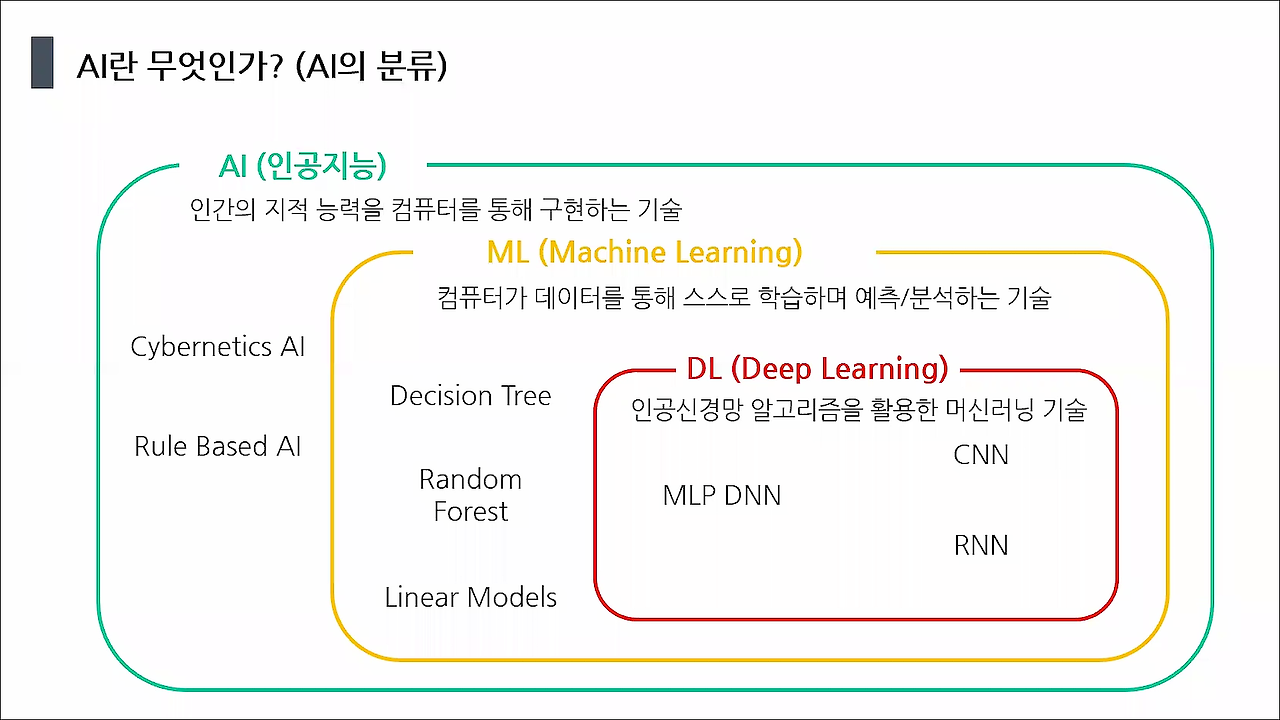 AI란 무엇인가? (AI의 분류)
AI (인공지능)
인간의 지적 능력을 컴퓨터를 통해 구현하는 기술
ML (Machine Learning)
컴퓨터가 데이터를 통해 스스로 학습하며 예측/분석하는 기술
Cybernetics AI
Rule Based AI
Decision Tree
Random
Forest
Linear Models
DL (Deep Learning)
인공신경망 알고리즘을 활용한 머신러닝 기술
MLP DNN
CNN
RNN